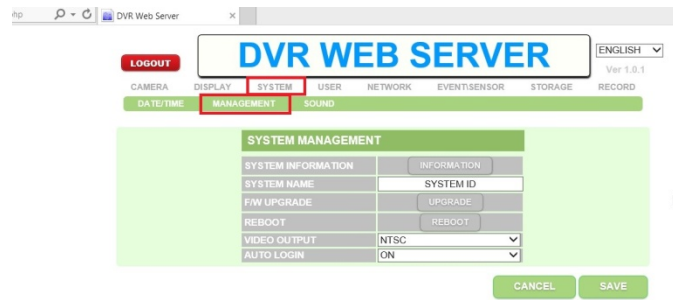 hp
DVR Web Server ×
LOGOUT
DVR WEB SERVER
ENGLISH
Ver 1.0.1
CAMERA DISPLAY SYSTEM USER NETWORK EVENT\SENSOR STORAGE RECORD
DATE/TIME MANAGEMENT SOUND
SYSTEM MANAGEMENT
SYSTEM INFORMATION INFORMATION
SYSTEM NAME SYSTEM ID
F/W UPGRADE UPGRADE
REBOOT REBOOT
VIDEO OUTPUT NTSC
AUTO LOGIN ON
CANCEL SAVE